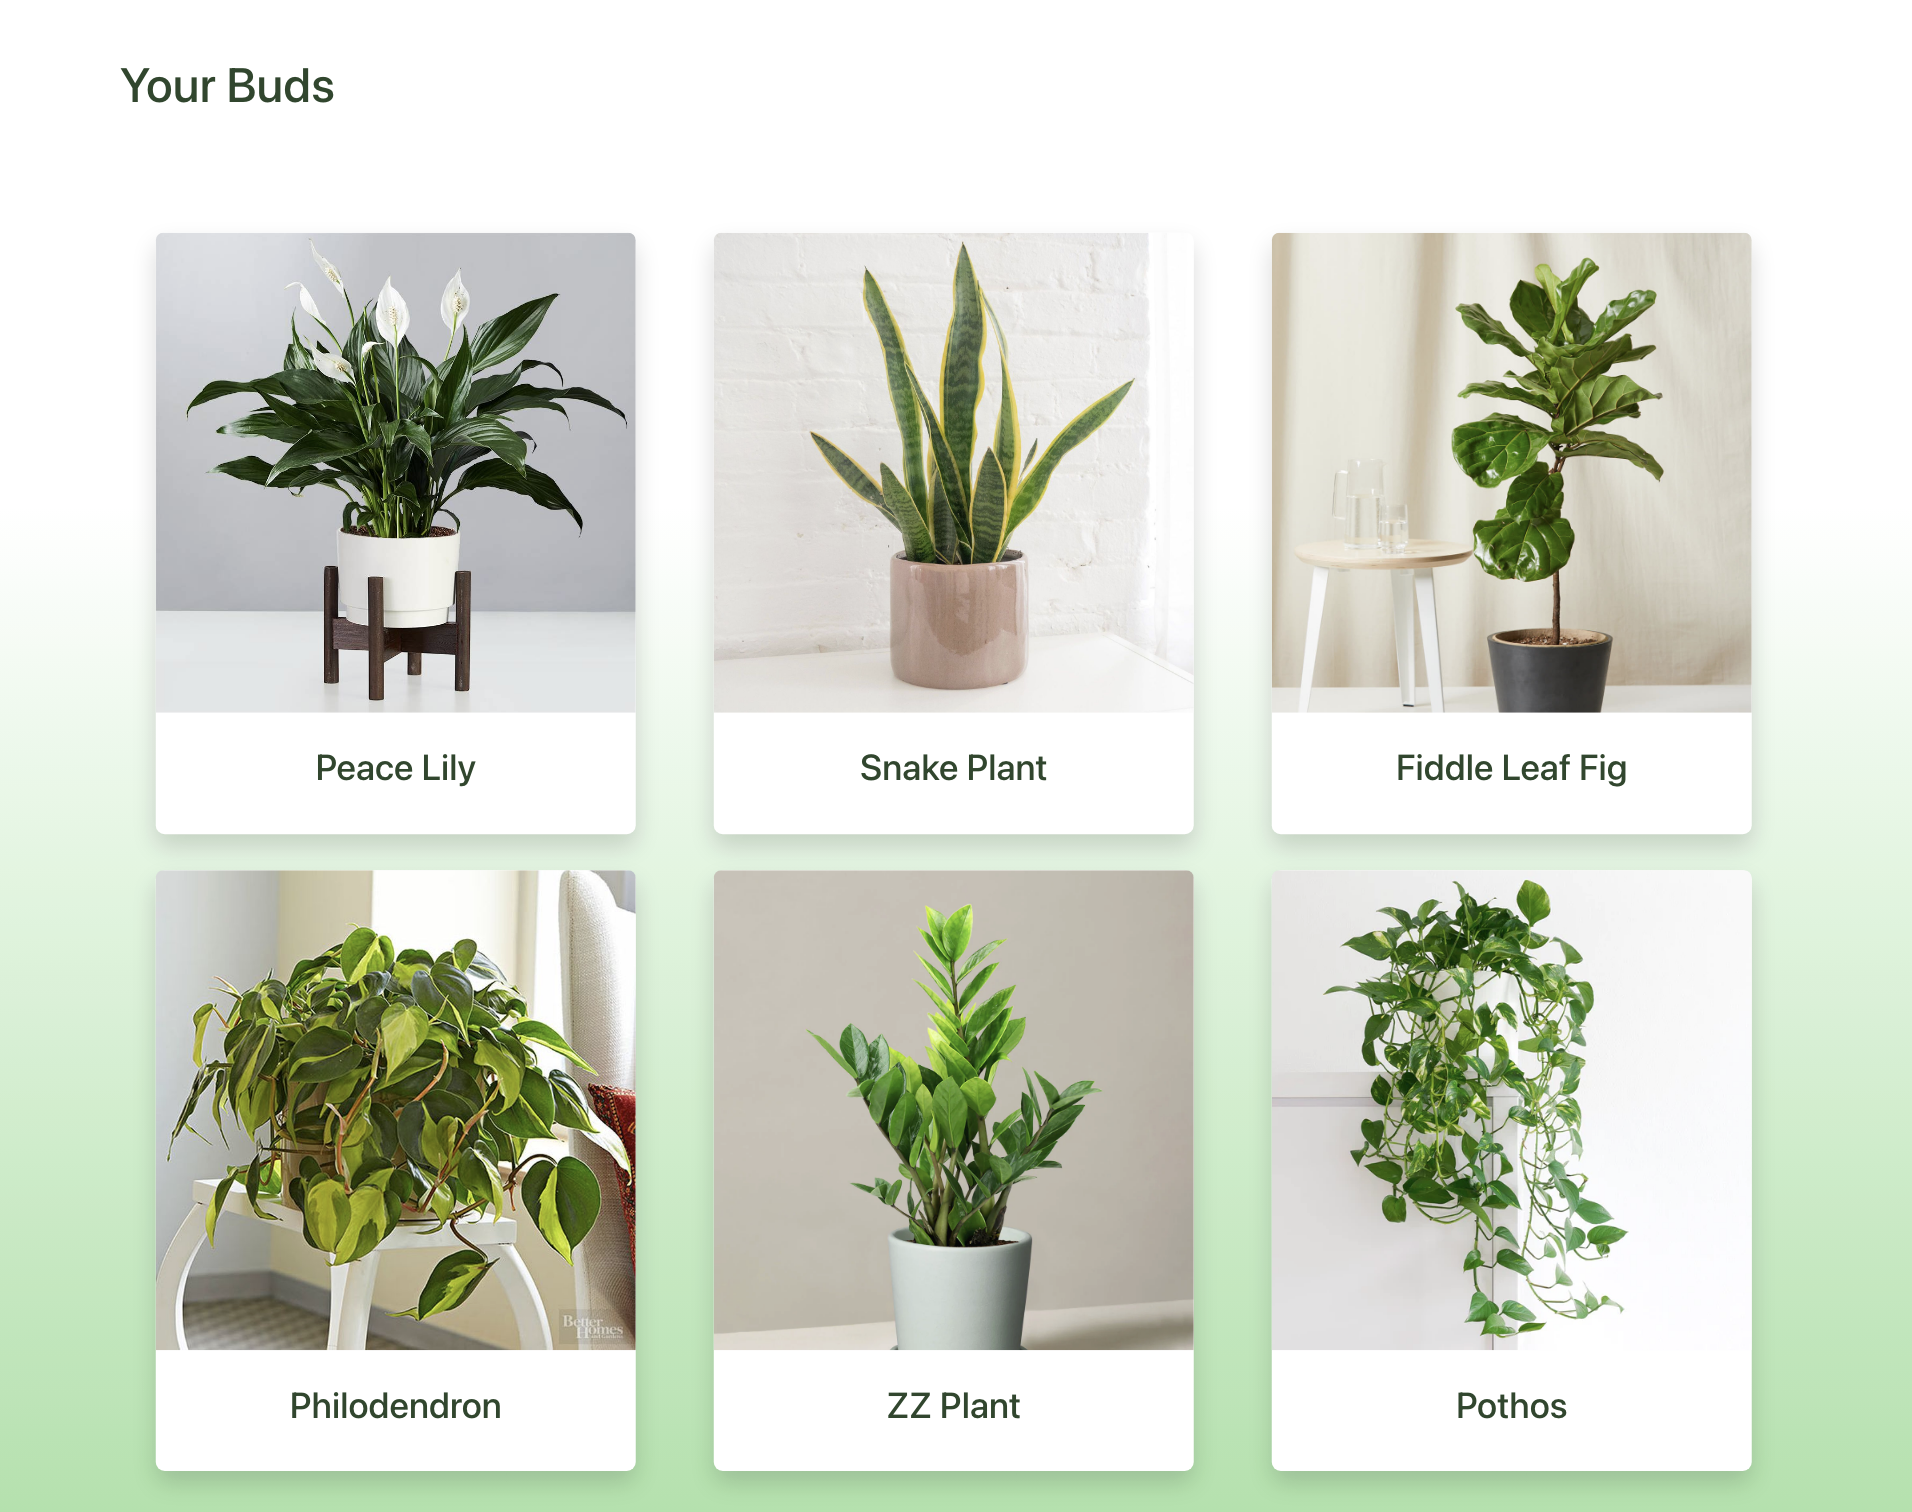 Your Buds
Peace Lily
Snake Plant
Fiddle Leaf Fig
Better
Homes
and Gardens
Philodendron
ZZ Plant
Pothos